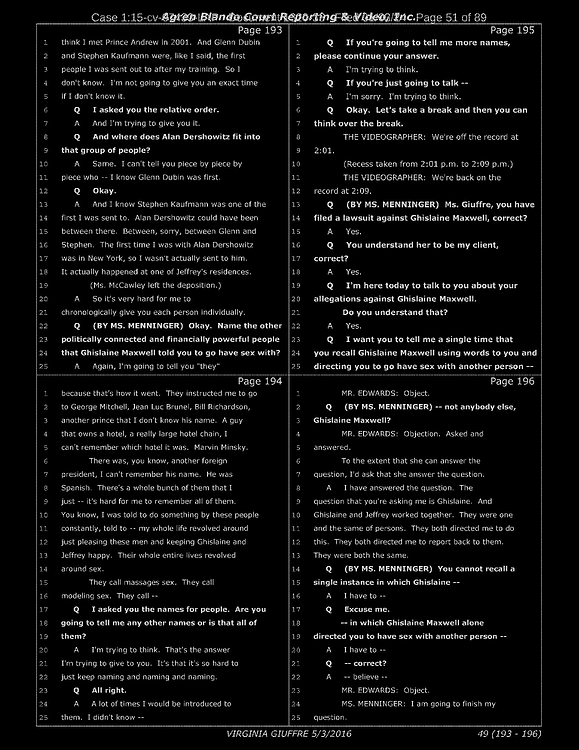 Case 1:15-cv- Page 51 of 89
Agren Blando Court Reporting & Video, Inc.
Page 193
1 think I met Prince Andrew in 2001. And Glenn Dubin
2 and Stephen Kaufmann were, like I said, the first
3 people I was sent out to after my training. So I
4 don't know. I'm not going to give you an exact time
5 if I don't know it.
6 Q I asked you the relative order.
7 A And I'm trying to give you it.
8 Q And where does Alan Dershowitz fit into
9 that group of people?
10 A Same. I can't tell you piece by piece by
11 piece who -- I know Glenn Dubin was first.
12 Q Okay.
13 A And I know Stephen Kaufmann was one of the
14 first I was sent to. Alan Dershowitz could have been
15 between there. Between, sorry, between Glenn and
16 Stephen. The first time I was with Alan Dershowitz
17 was in New York, so I wasn't actually sent to him.
18 It actually happened at one of Jeffrey's residences.
19 (Ms. McCawley left the deposition.)
20 A So it's very hard for me to
21 chronologically give you each person individually.
22 Q (BY MS. MENNINGER) Okay. Name the other
23 politically connected and financially powerful people
24 that Ghislaine Maxwell told you to go have sex with?
25 A Again, I'm going to tell you "they"
Page 194
1 because that's how it went. They instructed me to go
2 to George Mitchell, Jean Luc Brunel, Bill Richardson,
3 another prince that I don't know his name. A guy
4 that owns a hotel, a really large hotel chain, I
5 can't remember which hotel it was. Marvin Minsky.
6 There was, you know, another foreign
7 president, I can't remember his name. He was
8 Spanish. There's a whole bunch of them that I
9 just -- it's hard for me to remember all of them.
10 You know, I was told to do something by these people
11 constantly, told to -- my whole life revolved around
12 just pleasing these men and keeping Ghislaine and
13 Jeffrey happy. Their whole entire lives revolved
14 around sex.
15 They call massages sex. They call
16 modeling sex. They call --
17 Q I asked you the names for people. Are you
18 going to tell me any other names or is that all of
19 them?
20 A I'm trying to think. That's the answer
21 I'm trying to give to you. It's that it's so hard to
22 just keep naming and naming and naming.
23 Q All right.
24 A A lot of times I would be introduced to
25 them. I didn't know --
Page 195
1 Q If you're going to tell me more names,
2 please continue your answer.
3 A I'm trying to think.
4 Q If you're just going to talk --
5 A I'm sorry. I'm trying to think.
6 Q Okay. Let's take a break and then you can
7 think over the break.
8 THE VIDEOGRAPHER: We're off the record at
9 2:01.
10 (Recess taken from 2:01 p.m. to 2:09 p.m.)
11 THE VIDEOGRAPHER: We're back on the
12 record at 2:09.
13 Q (BY MS. MENNINGER) Ms. Giuffre, you have
14 filed a lawsuit against Ghislaine Maxwell, correct?
15 A Yes.
16 Q You understand her to be my client,
17 correct?
18 A Yes.
19 Q I'm here today to talk to you about your
20 allegations against Ghislaine Maxwell.
21 Do you understand that?
22 A Yes.
23 Q I want you to tell me a single time that
24 you recall Ghislaine Maxwell using words to you and
25 directing you to go have sex with another person --
Page 196
1 MR. EDWARDS: Object.
2 Q (BY MS. MENNINGER) -- not anybody else,
3 Ghislaine Maxwell?
4 MR. EDWARDS: Objection. Asked and
5 answered.
6 To the extent that she can answer the
7 question, I'd ask that she answer the question.
8 A I have answered the question. The
9 question that you're asking me is Ghislaine. And
10 Ghislaine and Jeffrey worked together. They were one
11 and the same of persons. They both directed me to do
12 this. They both directed me to report back to them.
13 They were both the same.
14 Q (BY MS. MENNINGER) You cannot recall a
15 single instance in which Ghislaine --
16 A I have to --
17 Q Excuse me.
18 -- in which Ghislaine Maxwell alone
19 directed you to have sex with another person --
20 A I have to --
21 Q -- correct?
22 A -- believe --
23 MR. EDWARDS: Object.
24 MS. MENNINGER: I am going to finish my
25 question.
VIRGINIA GIUFFRE 5/3/2016 49 (193 - 196)